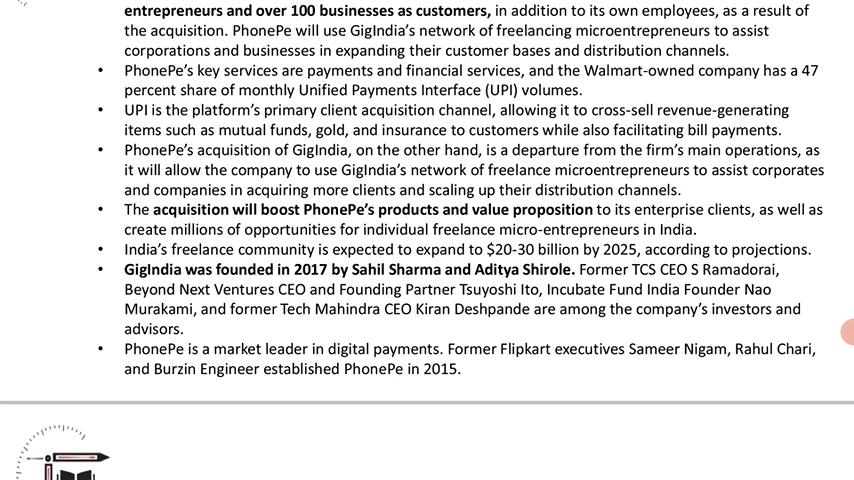 entrepreneurs and over 100 businesses as customers, in addition to its own employees, as a result of
the acquisition. PhonePe will use GigIndia’s network of freelancing microentrepreneurs to assist
corporations and businesses in expanding their customer bases and distribution channels.
• PhonePe’s key services are payments and financial services, and the Walmart-owned company has a 47
percent share of monthly Unified Payments Interface (UPI) volumes.
• UPI is the platform’s primary client acquisition channel, allowing it to cross-sell revenue-generating
items such as mutual funds, gold, and insurance to customers while also facilitating bill payments.
• PhonePe’s acquisition of GigIndia, on the other hand, is a departure from the firm’s main operations, as
it will allow the company to use GigIndia’s network of freelance microentrepreneurs to assist corporates
and companies in acquiring more clients and scaling up their distribution channels.
• The acquisition will boost PhonePe’s products and value proposition to its enterprise clients, as well as
create millions of opportunities for individual freelance micro-entrepreneurs in India.
• India’s freelance community is expected to expand to $20-30 billion by 2025, according to projections.
• GigIndia was founded in 2017 by Sahil Sharma and Aditya Shirole. Former TCS CEO S Ramadorai,
Beyond Next Ventures CEO and Founding Partner Tsuyoshi Ito, Incubate Fund India Founder Nao
Murakami, and former Tech Mahindra CEO Kiran Deshpande are among the company’s investors and
advisors.
• PhonePe is a market leader in digital payments. Former Flipkart executives Sameer Nigam, Rahul Chari,
and Burzin Engineer established PhonePe in 2015.